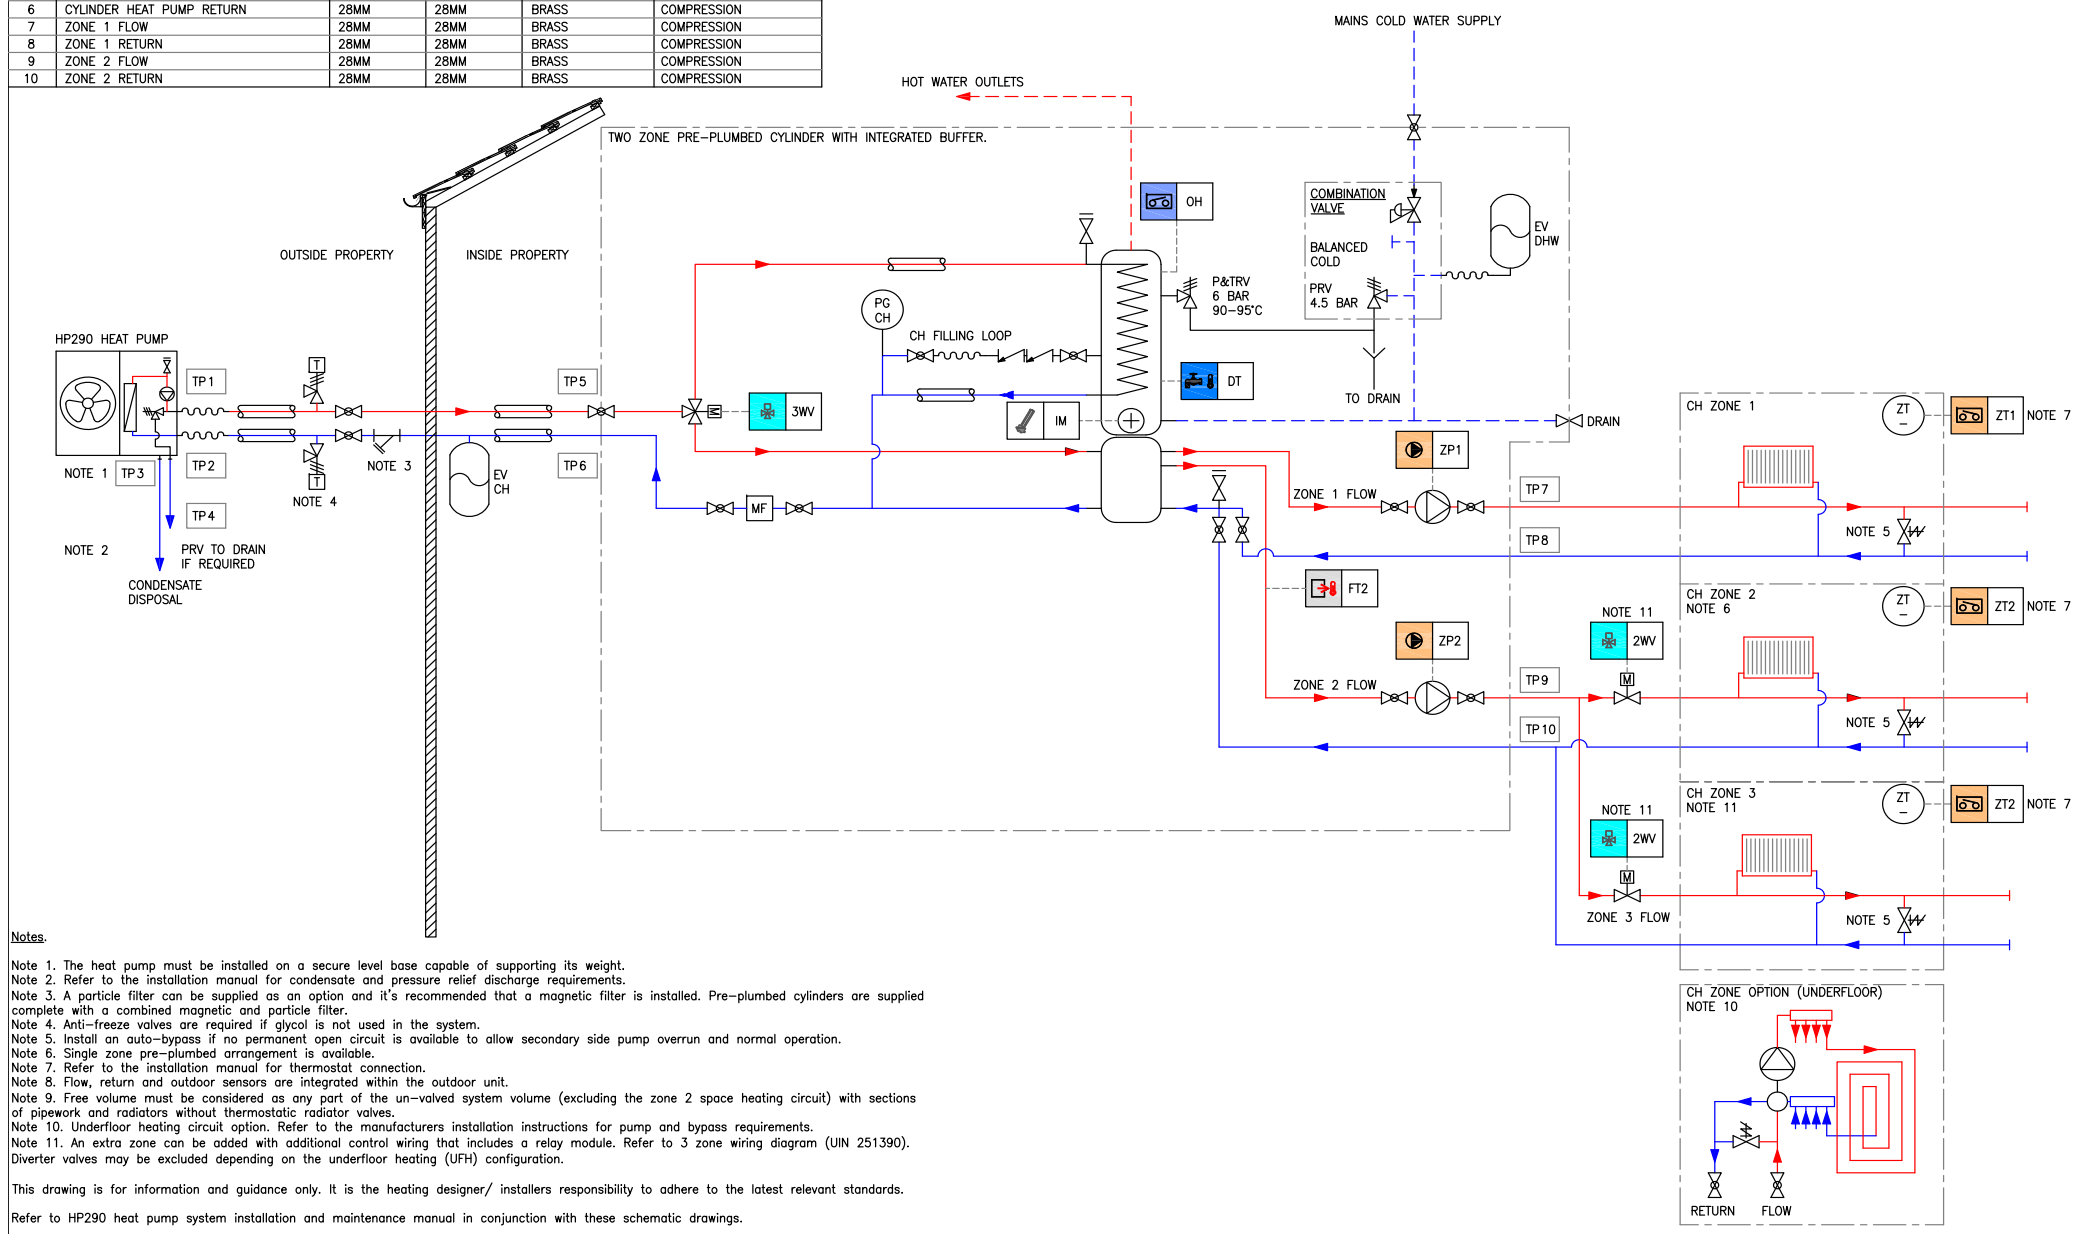 6 CYLINDER HEAT PUMP RETURN 28MM 28MM BRASS COMPRESSION
7 ZONE 1 FLOW 28MM 28MM BRASS COMPRESSION
8 ZONE 1 RETURN 28MM 28MM BRASS COMPRESSION
9 ZONE 2 FLOW 28MM 28MM BRASS COMPRESSION
10 ZONE 2 RETURN 28MM 28MM BRASS COMPRESSION
MAINS COLD WATER SUPPLY
HOT WATER OUTLETS
TWO ZONE PRE-PLUMBED CYLINDER WITH INTEGRATED BUFFER.
OUTSIDE PROPERTY
INSIDE PROPERTY
OH
COMBINATION
VALVE
BALANCED
COLD
PRV
4.5 BAR
EV
DHW
P&TRV
6 BAR
90-95°C
PG
CH
CH FILLING LOOP
HP290 HEAT PUMP
TP1
T
TP5
M
3WV
IM
DT
TO DRAIN
DRAIN
NOTE 1
TP3
TP2
T
NOTE 4
NOTE 3
EV
CH
TP6
TP4
NOTE 2
PRV TO DRAIN
IF REQUIRED
CONDENSATE
DISPOSAL
MF
ZP1
ZONE 1 FLOW
TP7
TP8
FT2
ZP2
ZONE 2 FLOW
TP9
TP10
CH ZONE 1
ZT
-
ZT1
NOTE 7
NOTE 5
CH ZONE 2
NOTE 6
ZT
-
ZT2
NOTE 7
NOTE 11
2WV
M
NOTE 5
CH ZONE 3
NOTE 11
ZT
-
ZT2
NOTE 7
NOTE 11
2WV
M
ZONE 3 FLOW
NOTE 5
CH ZONE OPTION (UNDERFLOOR)
NOTE 10
RETURN
FLOW
Notes.
Note 1. The heat pump must be installed on a secure level base capable of supporting its weight.
Note 2. Refer to the installation manual for condensate and pressure relief discharge requirements.
Note 3. A particle filter can be supplied as an option and it's recommended that a magnetic filter is installed. Pre-plumbed cylinders are supplied
complete with a combined magnetic and particle filter.
Note 4. Anti-freeze valves are required if glycol is not used in the system.
Note 5. Install an auto-bypass if no permanent open circuit is available to allow secondary side pump overrun and normal operation.
Note 6. Single zone pre-plumbed arrangement is available.
Note 7. Refer to the installation manual for thermostat connection.
Note 8. Flow, return and outdoor sensors are integrated within the outdoor unit.
Note 9. Free volume must be considered as any part of the un-valved system volume (excluding the zone 2 space heating circuit) with sections
of pipework and radiators without thermostatic radiator valves.
Note 10. Underfloor heating circuit option. Refer to the manufacturers installation instructions for pump and bypass requirements.
Note 11. An extra zone can be added with additional control wiring that includes a relay module. Refer to 3 zone wiring diagram (UIN 251390).
Diverter valves may be excluded depending on the underfloor heating (UFH) configuration.
This drawing is for information and guidance only. It is the heating designer/ installers responsibility to adhere to the latest relevant standards.
Refer to HP290 heat pump system installation and maintenance manual in conjunction with these schematic drawings.